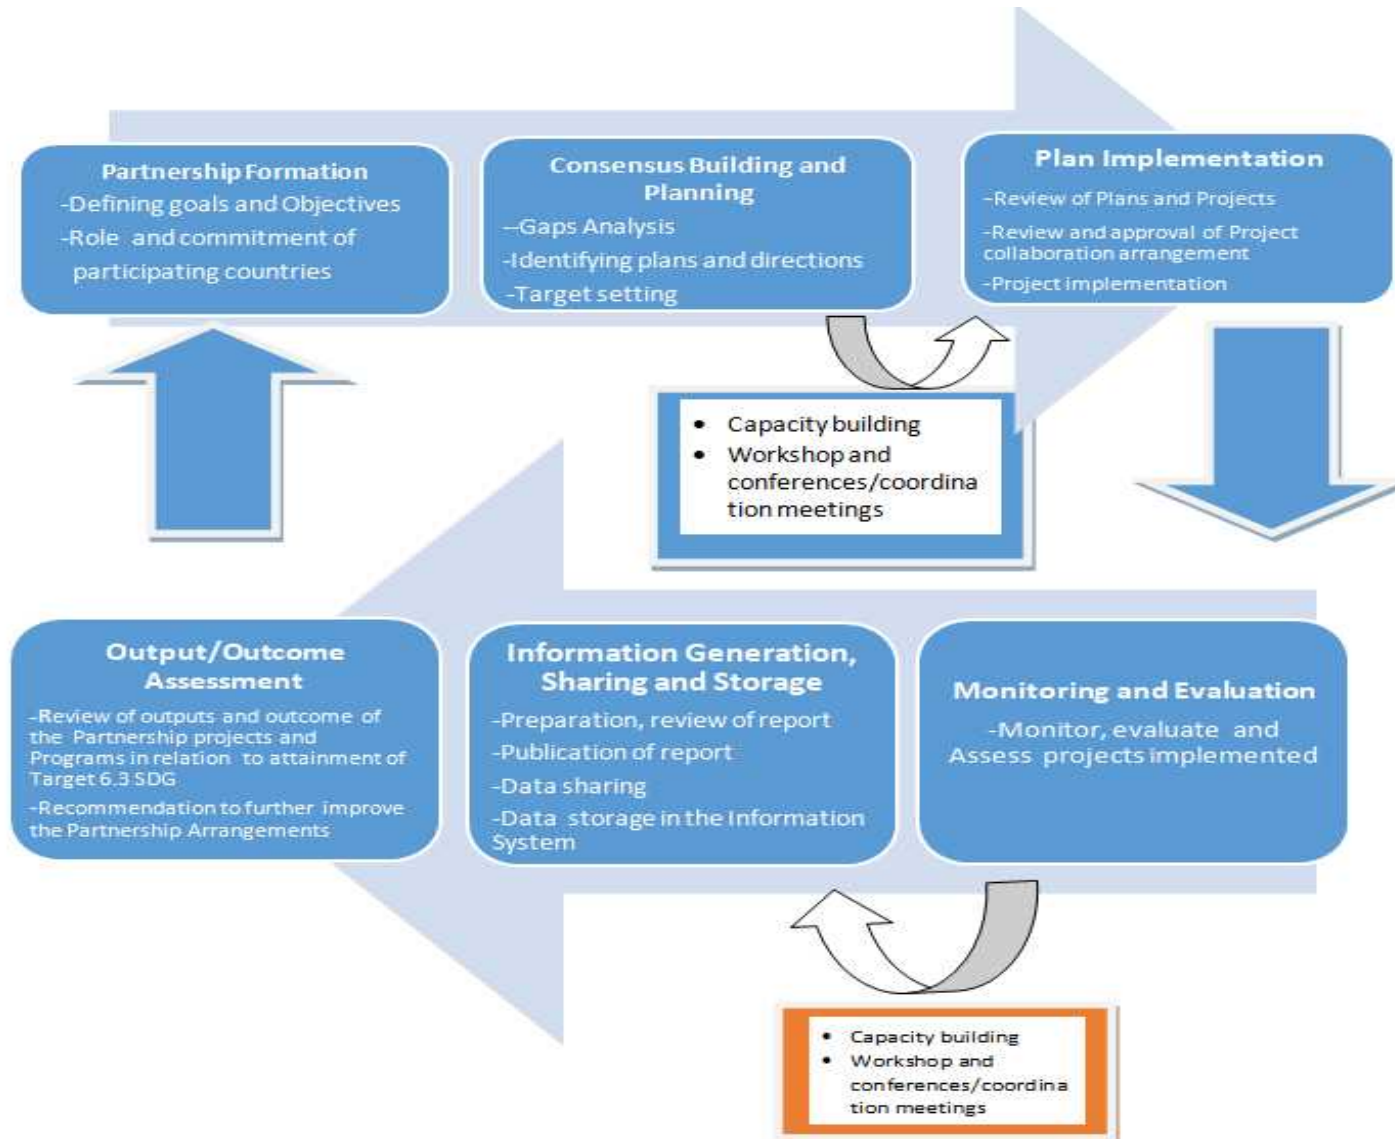 Partnership Formation
-Defining goals and Objectives
-Role and commitment of
participating countries
Consensus Building and
Planning
--Gaps Analysis
-Identifying plans and directions
-Target setting
Plan Implementation
-Review of Plans and Projects
-Review and approval of Project
collaboration arrangement
-Project implementation
• Capacity building
• Workshop and
conferences/coordina
tion meetings
Output/Outcome
Assessment
-Review of outputs and outcome of
the Partnership projects and
Programs in relation to attainment of
Target 6.3 SDG
-Recommendation to further improve
the Partnership Arrangements
Information Generation,
Sharing and Storage
-Preparation, review of report
-Publication of report
-Data sharing
-Data storage in the Information
System
Monitoring and Evaluation
-Monitor, evaluate and
Assess projects implemented
• Capacity building
• Workshop and
conferences/coordina
tion meetings